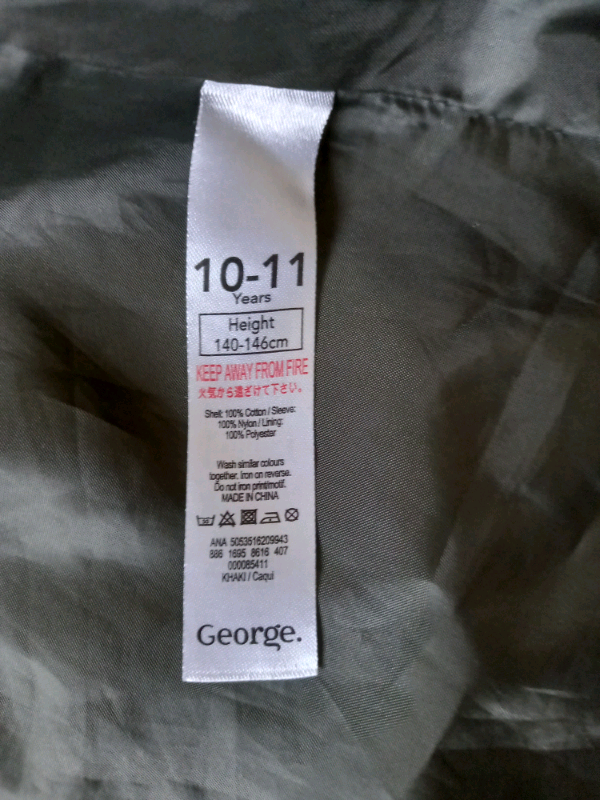 10-11
Years
Height
140-146cm
KEEP AWAY FROM FIRE
火気から遠ざけて下さい。
Shell: 100% Cotton / Sleeve:
100% Nylon / Lining:
100% Polyester
Wash similar colours
together. Iron on reverse.
Do not iron print/motif.
MADE IN CHINA
ANA 5053516209943
886 1695 8616 407
000085411
KHAKI / Caqui
George.